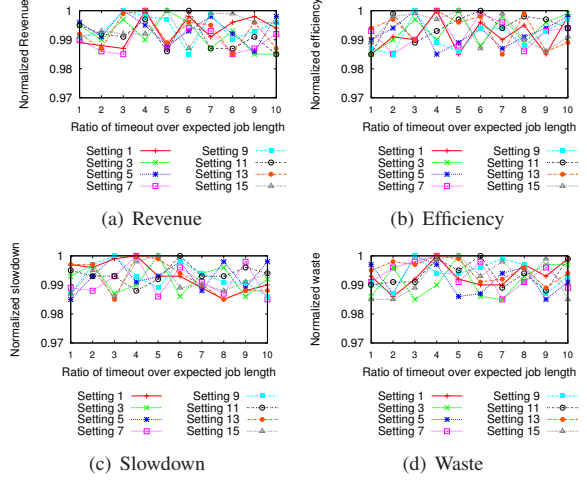 Normalized Revenue
1
0.99
0.98
0.97
1 2 3 4 5 6 7 8 9 10
Ratio of timeout over expected job length
Setting 1 Setting 9
Setting 3 Setting 11
Setting 5 Setting 13
Setting 7 Setting 15
(a) Revenue
Normalized efficiency
1
0.99
0.98
0.97
1 2 3 4 5 6 7 8 9 10
Ratio of timeout over expected job length
Setting 1 Setting 9
Setting 3 Setting 11
Setting 5 Setting 13
Setting 7 Setting 15
(b) Efficiency
Normalized slowdown
1
0.99
0.98
0.97
1 2 3 4 5 6 7 8 9 10
Ratio of timeout over expected job length
Setting 1 Setting 9
Setting 3 Setting 11
Setting 5 Setting 13
Setting 7 Setting 15
(c) Slowdown
Normalized waste
1
0.99
0.98
0.97
1 2 3 4 5 6 7 8 9 10
Ratio of timeout over expected job length
Setting 1 Setting 9
Setting 3 Setting 11
Setting 5 Setting 13
Setting 7 Setting 15
(d) Waste